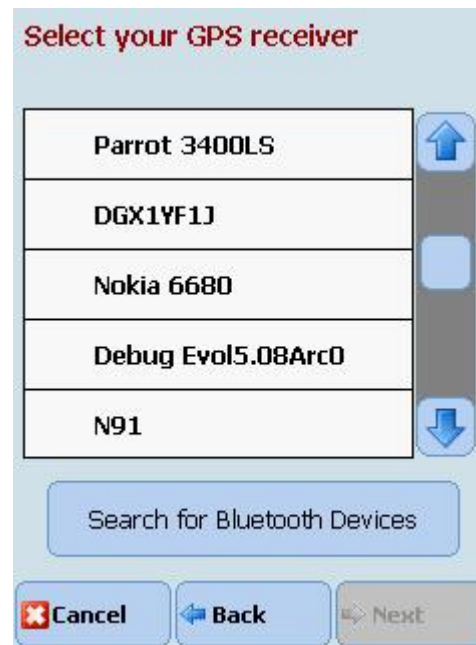 Select your GPS receiver
Parrot 3400LS
DGX1YF1J
Nokia 6680
Debug Evol5.08Arc0
N91
Search for Bluetooth Devices
Cancel
Back
Next